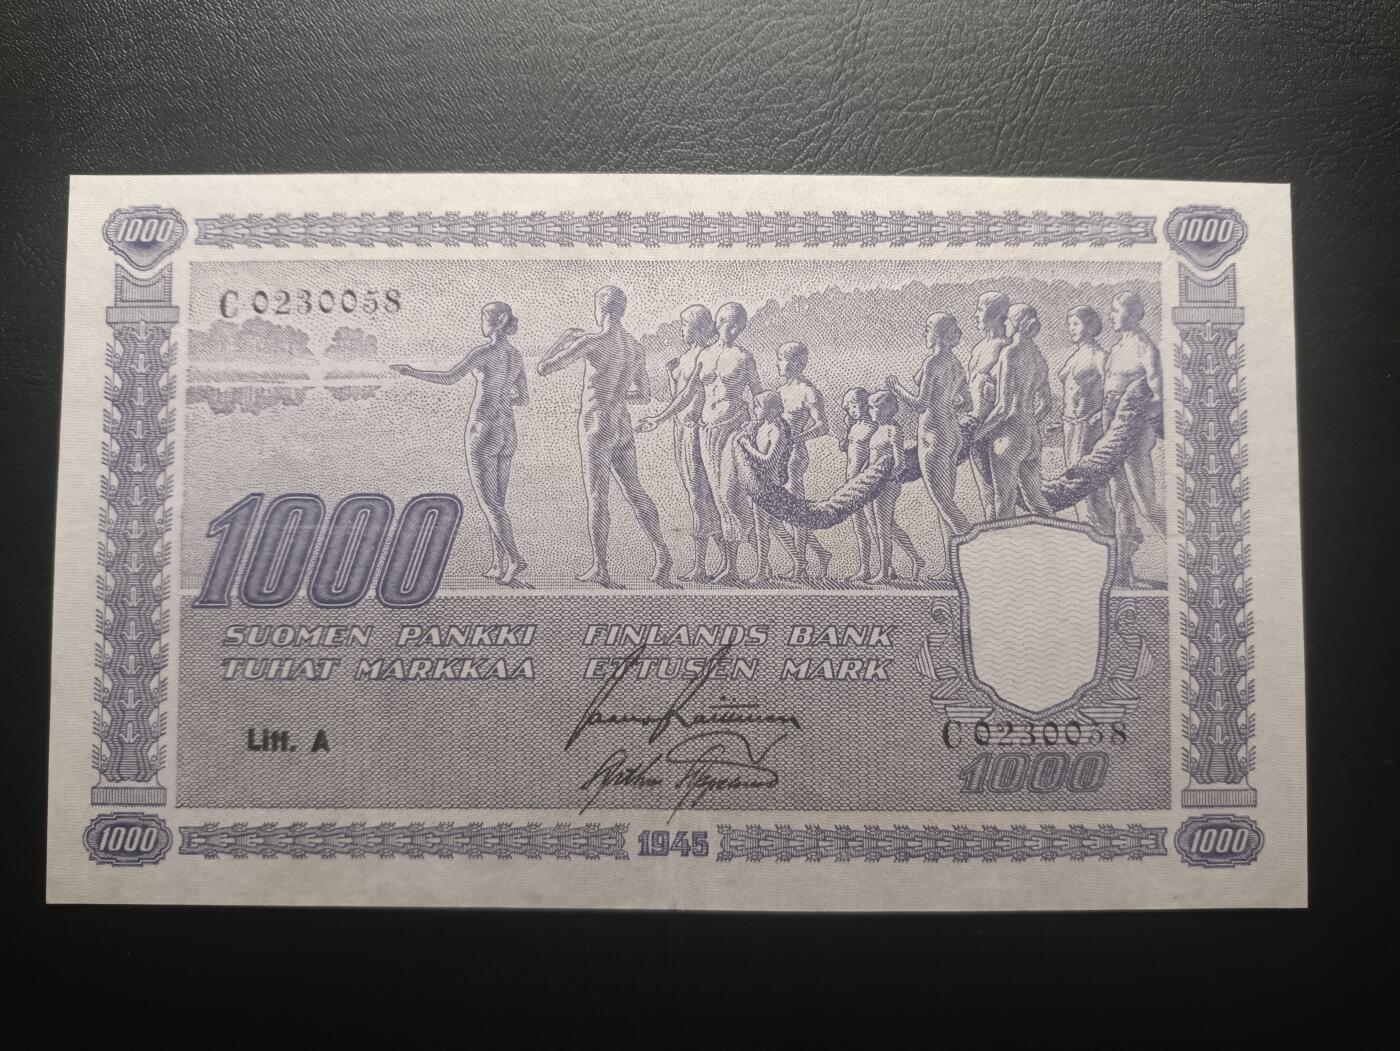 1000
1000
C 0230058
1000
SUOMEN PANKKI FINLANDS BANK
TUHAT MARKKAA ETTUSEN MARK
Litt. A
C 0230058
1000
1000
1945
1000